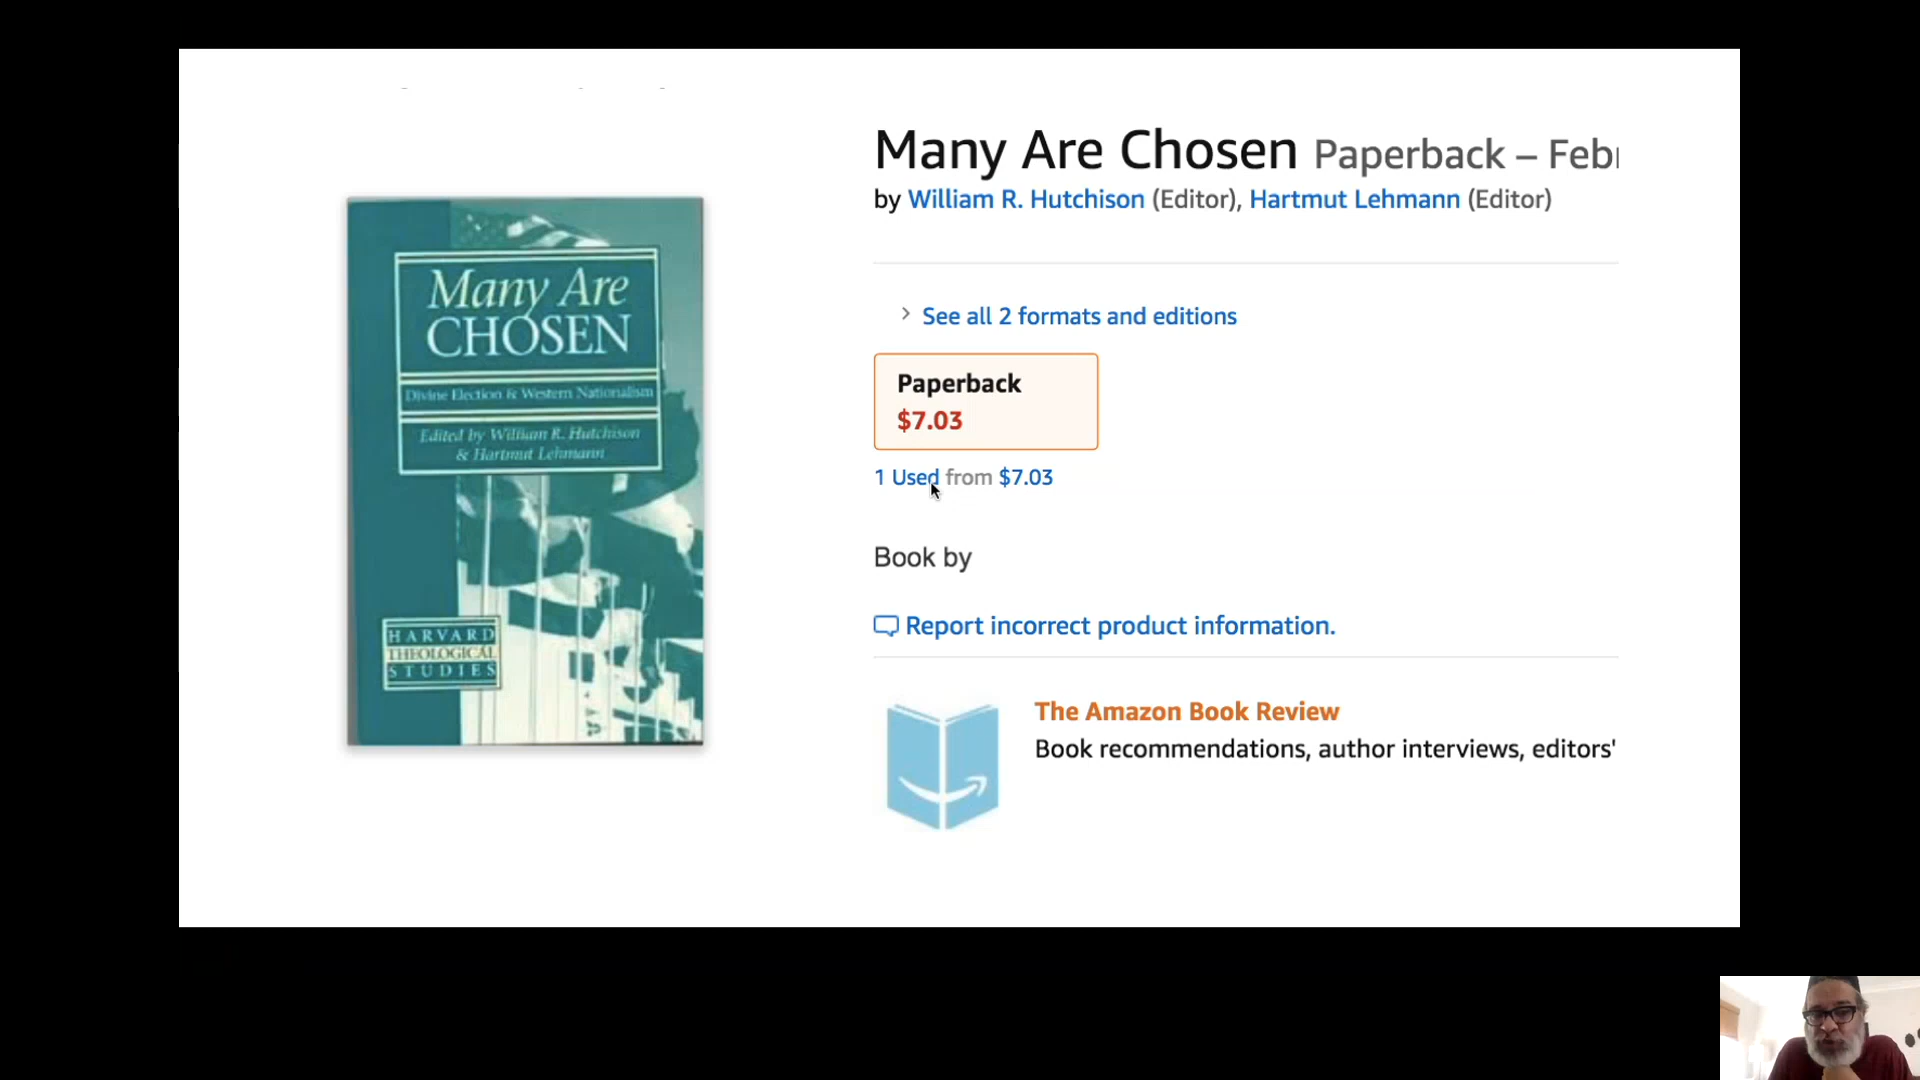 Many Are
CHOSEN
Divine Election & Western Nationalism
Edited by William R. Hutchison
& Hartmut Lehmann
HARVARD
THEOLOGICAL
STUDIES
Many Are Chosen Paperback – Feb
by William R. Hutchison (Editor), Hartmut Lehmann (Editor)
See all 2 formats and editions
Paperback
$7.03
1 Used from $7.03
Book by
Report incorrect product information.
The Amazon Book Review
Book recommendations, author interviews, editors'